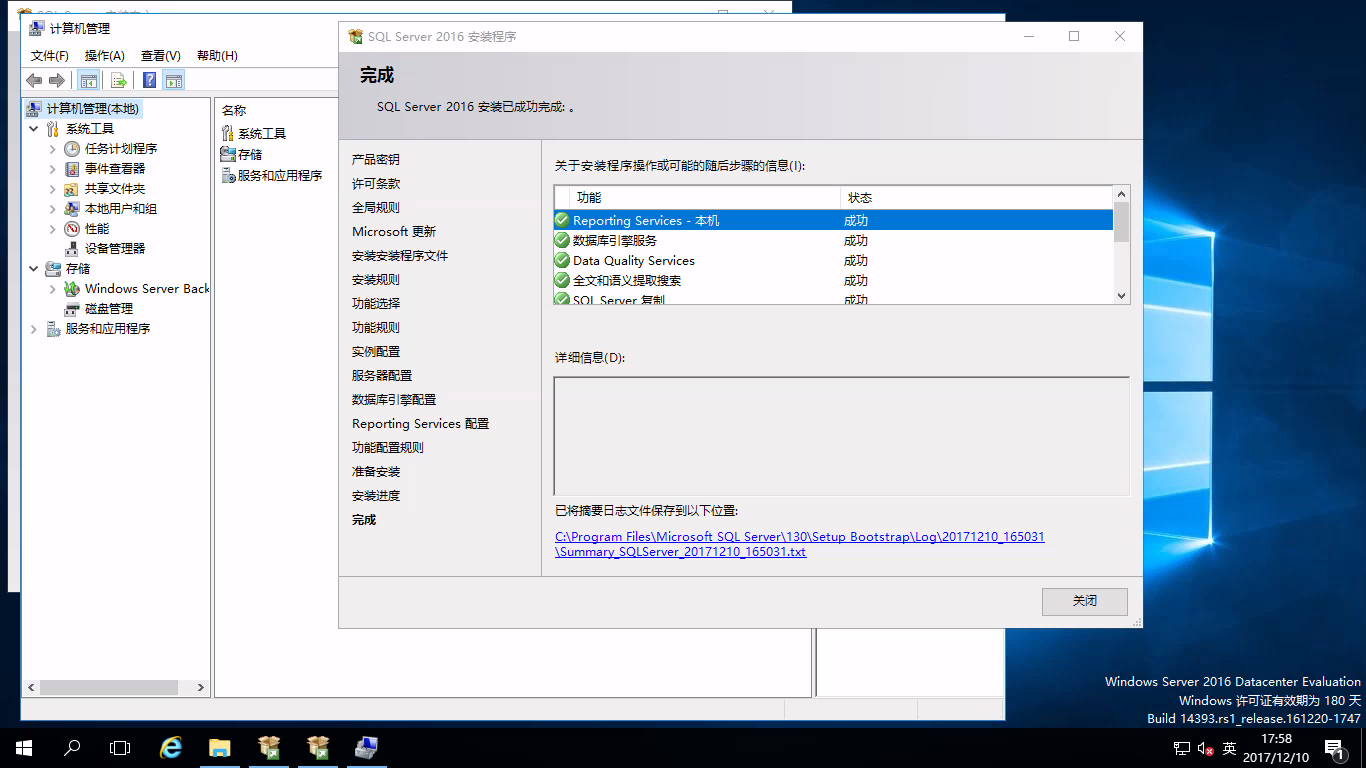 计算机管理
文件(F) 操作(A) 查看(V) 帮助(H)
计算机管理(本地)
系统工具
任务计划程序
事件查看器
共享文件夹
本地用户和组
性能
设备管理器
存储
Windows Server Back
磁盘管理
服务和应用程序
名称
系统工具
存储
服务和应用程序
SQL Server 2016 安装程序
完成
SQL Server 2016 安装已成功完成: 。
产品密钥
许可条款
全局规则
Microsoft 更新
安装安装程序文件
安装规则
功能选择
功能规则
实例配置
服务器配置
数据库引擎配置
Reporting Services 配置
功能配置规则
准备安装
安装进度
完成
关于安装程序操作或可能的随后步骤的信息(I):
功能 状态
Reporting Services - 本机 成功
数据库引擎服务 成功
Data Quality Services 成功
全文和语义提取搜索 成功
SQL Server 复制 成功
详细信息(D):
已将摘要日志文件保存到以下位置:
C:\Program Files\Microsoft SQL Server\130\Setup Bootstrap\Log\20171210_165031
\Summary_SQLServer_20171210_165031.txt
关闭
Windows Server 2016 Datacenter Evaluation
Windows 许可证有效期为 180 天
Build 14393.rs1_release.161220-1747
英
17:58
2017/12/10
1